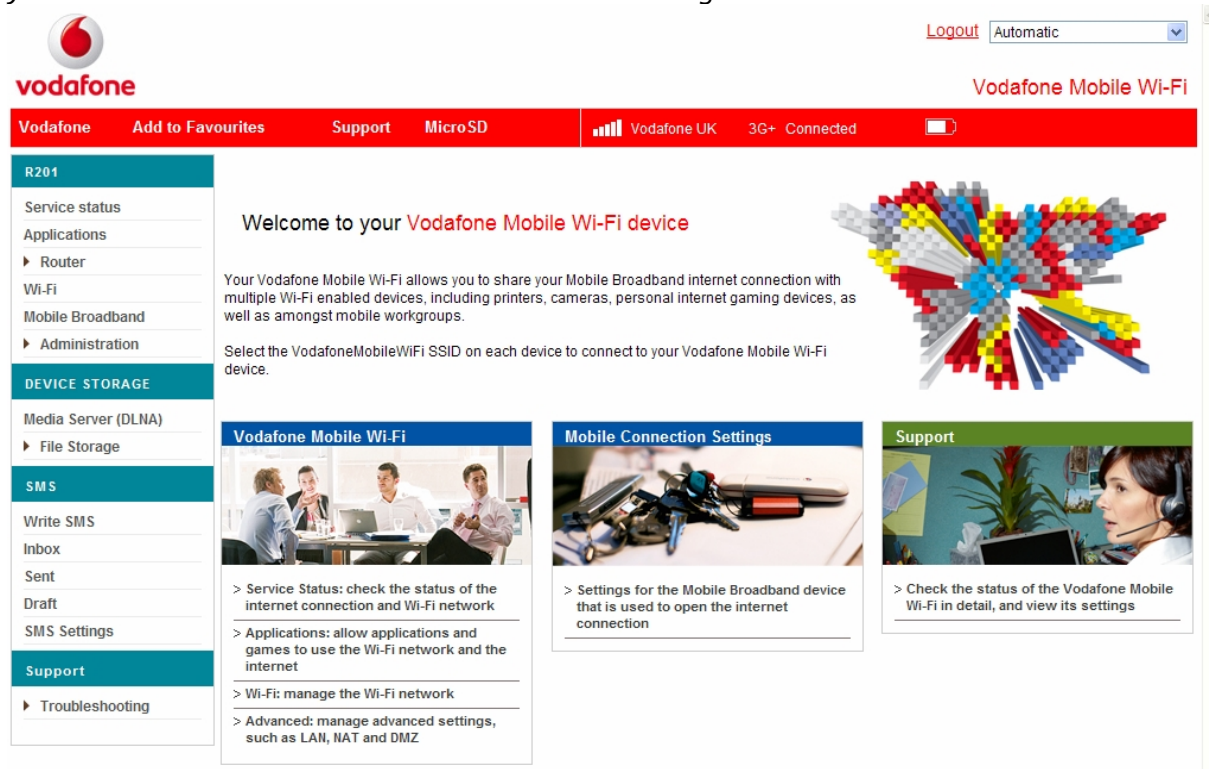 Logout Automatic
vodafone
Vodafone Mobile Wi-Fi
Vodafone Add to Favourites Support MicroSD Vodafone UK 3G+ Connected
R201
Service status
Applications
Router
Wi-Fi
Mobile Broadband
Administration
DEVICE STORAGE
Media Server (DLNA)
File Storage
SMS
Write SMS
Inbox
Sent
Draft
SMS Settings
Support
Troubleshooting
Welcome to your Vodafone Mobile Wi-Fi device
Your Vodafone Mobile Wi-Fi allows you to share your Mobile Broadband internet connection with
multiple Wi-Fi enabled devices, including printers, cameras, personal internet gaming devices, as
well as amongst mobile workgroups.
Select the VodafoneMobileWiFi SSID on each device to connect to your Vodafone Mobile Wi-Fi
device.
Vodafone Mobile Wi-Fi
> Service Status: check the status of the
internet connection and Wi-Fi network
> Applications: allow applications and
games to use the Wi-Fi network and the
internet
> Wi-Fi: manage the Wi-Fi network
> Advanced: manage advanced settings,
such as LAN, NAT and DMZ
Mobile Connection Settings
> Settings for the Mobile Broadband device
that is used to open the internet
connection
Support
> Check the status of the Vodafone Mobile
Wi-Fi in detail, and view its settings